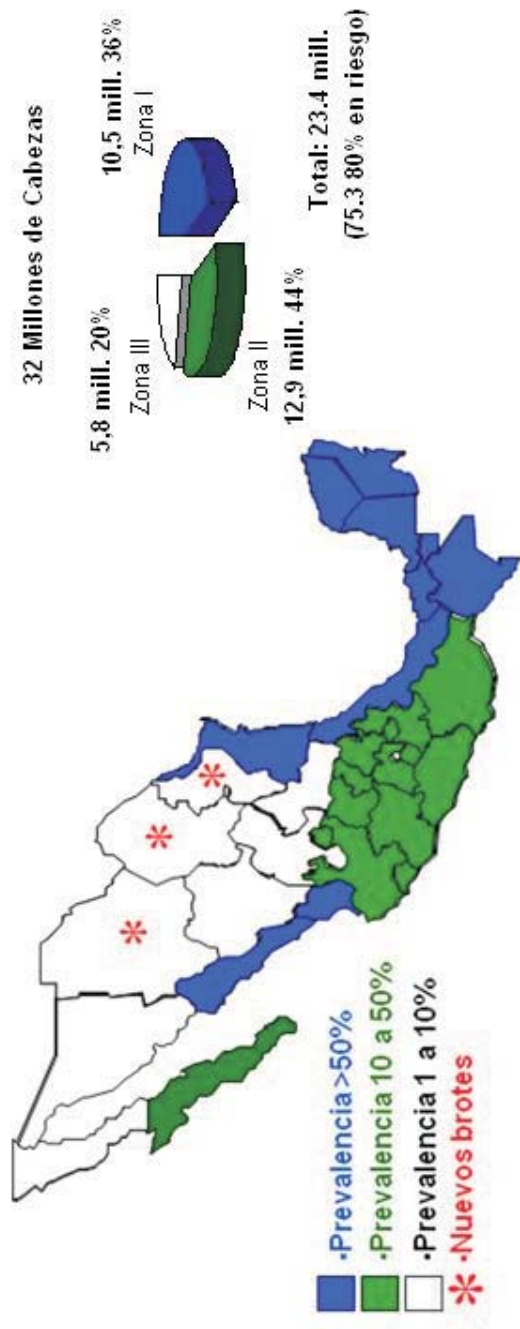 32 Millones de Cabezas
5,8 mill. 20%
Zona III
10,5 mill. 36%
Zona I
Zona II
12,9 mill. 44%
Total: 23.4 mill.
(75.3 80% en riesgo)
·Prevalencia >50%
·Prevalencia 10 a 50%
·Prevalencia 1 a 10%
·Nuevos brotes